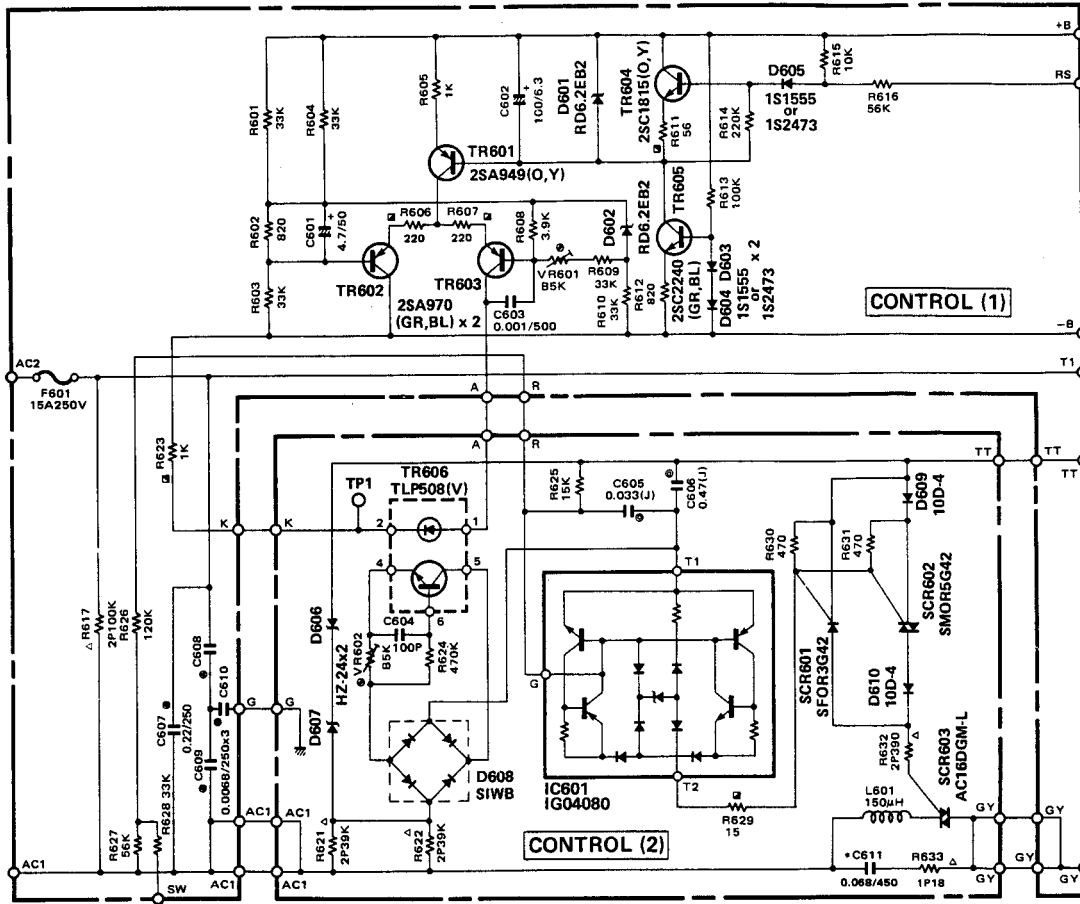 +B
R615
10K
D605
1S1555
or
1S2473
RS
R616
56K
R601
33K
R604
33K
R605
1K
C602
+
100/6.3
D601
RD6.2EB2
TR604
2SC1815(O,Y)
R611
56
R614
220K
TR601
2SA949(O,Y)
R602
820
C601
+
4.7/50
R606
220
R607
220
R608
3.9K
D602
RD6.2EB2
TR605
R613
100K
TR602
TR603
VR601
B5K
R609
33K
R603
33K
2SA970
(GR,BL) x 2
C603
0.001/500
R610
33K
R612
820
2SC2240
(GR,BL)
D604 D603
1S1555 x 2
or
1S2473
CONTROL (1)
-B
AC2
F601
15A250V
T1
A
R
A
R
R623
1K
TP1
TR606
TLP508(V)
R625
15K
C605
0.033(J)
C606
0.47(J)
TT
TT
TT
D609
10D-4
K
K
2
1
4
5
6
R630
470
R631
470
T1
SCR602
SMOR5G42
R617
2P100K
R626
120K
C608
D606
HZ-24x2
C604
100P
VR602
B5K
R624
470K
G
SCR601
SFOR3G42
D610
10D-4
C607
0.22/250
C610
G
G
D607
C609
0.0068/250x3
D608
SIWB
IC601
IG04080
T2
R632
2P390
SCR603
AC16DGM-L
L601
150μH
R629
15
R627
56K
R628 33K
AC1
AC1
R621
2P39K
R622
2P39K
CONTROL (2)
GY
GY
*C611
0.068/450
R633
1P18
AC1
SW
AC1
AC1
GY
GY
GY